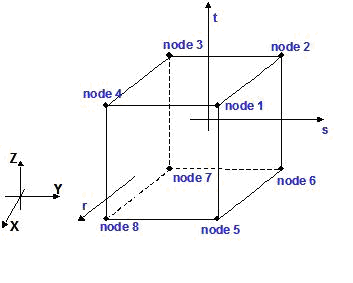 t
node 3
node 2
node 4
node 1
s
Z
node 7
node 6
Y
r
X
node 8
node 5